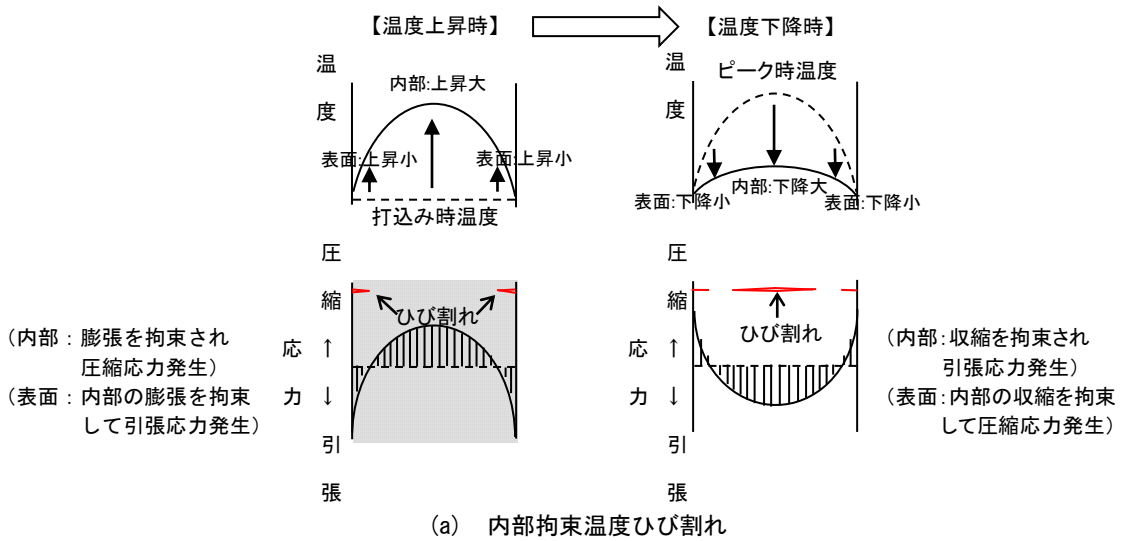 【温度上昇時】
【温度下降時】
温度
内部:上昇大
表面:上昇小
表面:上昇小
打込み時温度
温度
ピーク時温度
内部:下降大
表面:下降小
表面:下降小
圧縮
ひび割れ
応力
↑
↓
引張
(内部：膨張を拘束され
圧縮応力発生)
(表面：内部の膨張を拘束
して引張応力発生)
圧縮
ひび割れ
応力
↑
↓
引張
(内部:収縮を拘束され
引張応力発生)
(表面:内部の収縮を拘束
して圧縮応力発生)
(a) 内部拘束温度ひび割れ